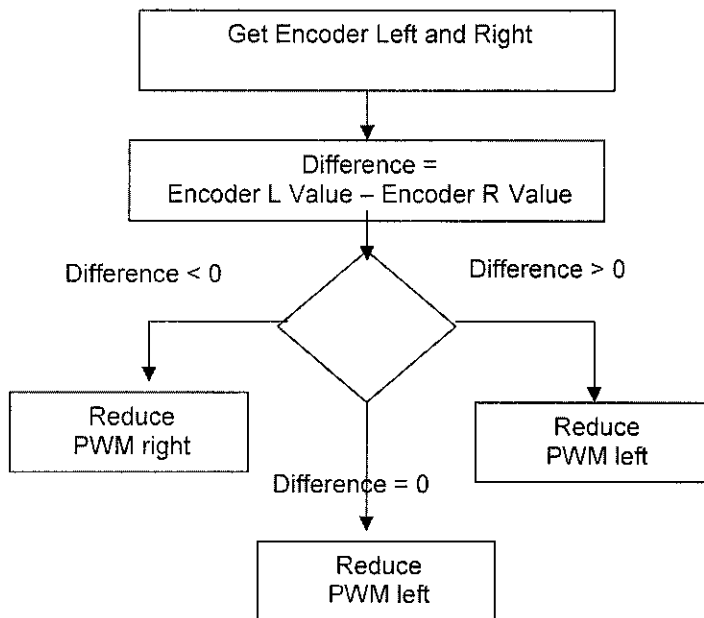 Get Encoder Left and Right
Difference =
Encoder L Value – Encoder R Value
Difference < 0
Difference > 0
Reduce
PWM right
Reduce
PWM left
Difference = 0
Reduce
PWM left